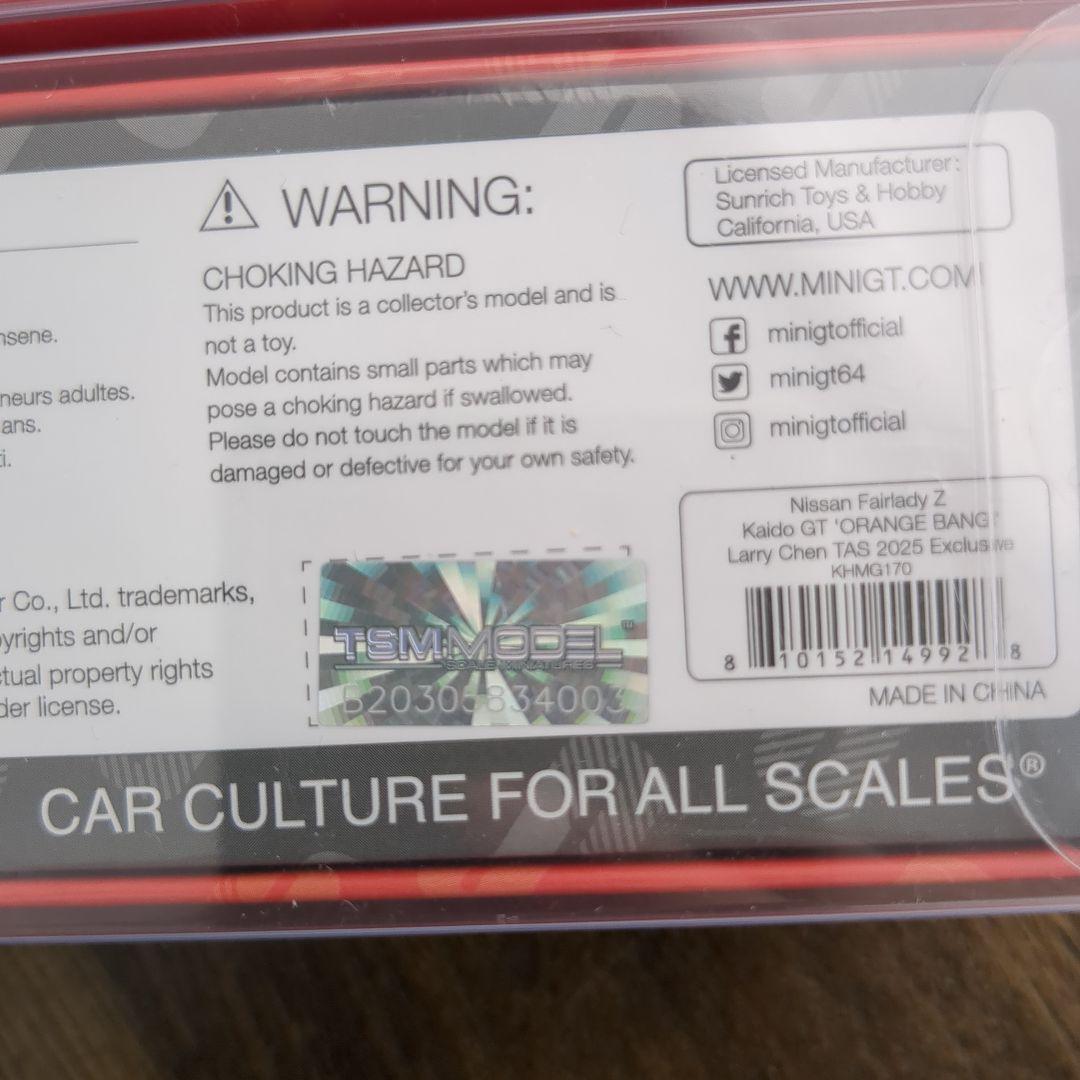 nsene.
neurs adultes.
ans.
i.
r Co., Ltd. trademarks,
pyrights and/or
ctual property rights
der license.
WARNING:
CHOKING HAZARD
This product is a collector's model and is
not a toy.
Model contains small parts which may
pose a choking hazard if swallowed.
Please do not touch the model if it is
damaged or defective for your own safety.
TSM-MODEL™
SCALE MINIATURES
B20305834003
Licensed Manufacturer:
Sunrich Toys & Hobby
California, USA
WWW.MINIGT.COM
minigtofficial
minigt64
minigtofficial
Nissan Fairlady Z
Kaido GT 'ORANGE BANG'
Larry Chen TAS 2025 Exclusive
KHMG170
8 10152 14992 8
MADE IN CHINA
CAR CULTURE FOR ALL SCALES®